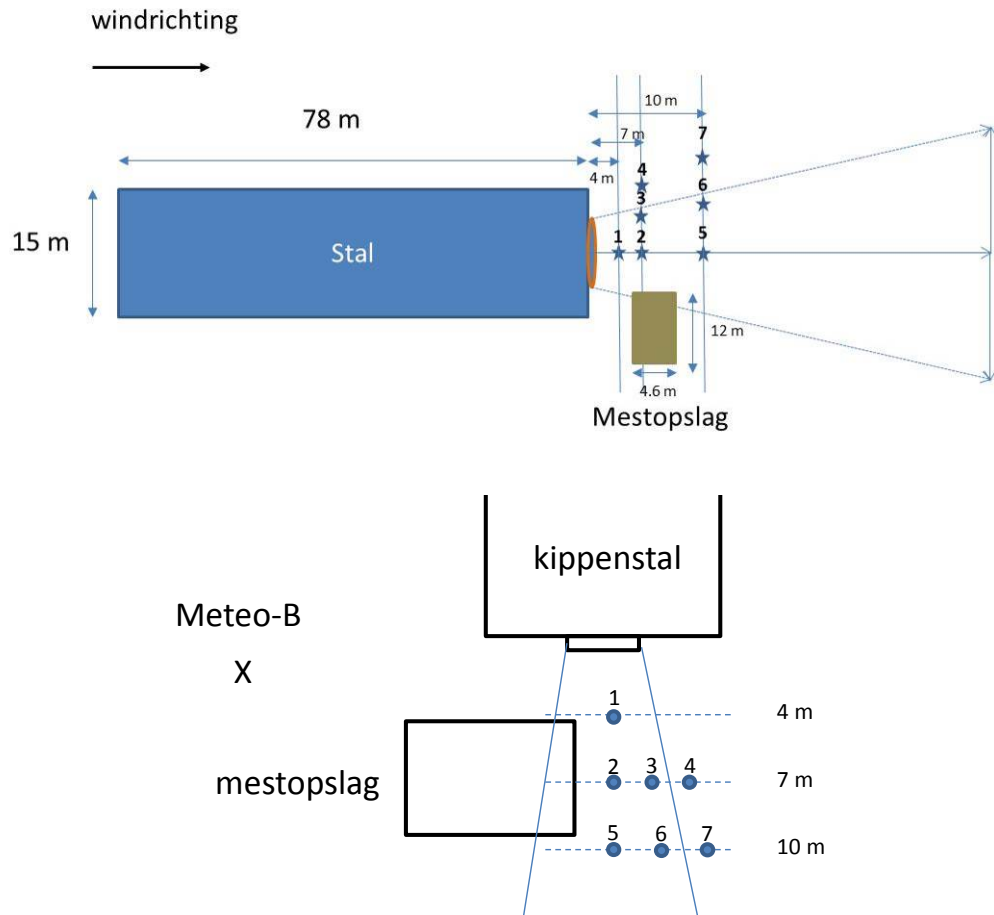 windrichting
10 m
78 m
7 m
7
4 m
4
6
3
15 m
Stal
1
2
5
12 m
4.6 m
Mestopslag
kippenstal
Meteo-B
X
1
4 m
mestopslag
2 3 4
7 m
5 6 7
10 m